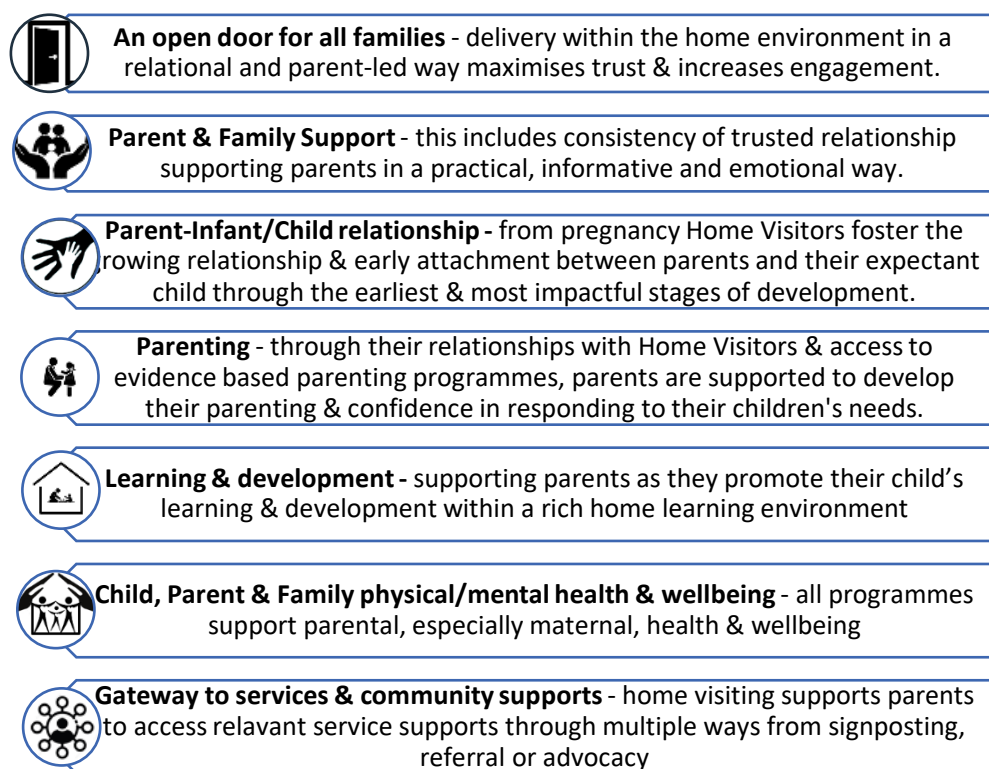 An open door for all families - delivery within the home environment in a
relational and parent-led way maximises trust & increases engagement.
Parent & Family Support - this includes consistency of trusted relationship
supporting parents in a practical, informative and emotional way.
Parent-Infant/Child relationship - from pregnancy Home Visitors foster the
growing relationship & early attachment between parents and their expectant
child through the earliest & most impactful stages of development.
Parenting - through their relationships with Home Visitors & access to
evidence based parenting programmes, parents are supported to develop
their parenting & confidence in responding to their children's needs.
Learning & development - supporting parents as they promote their child’s
learning & development within a rich home learning environment
Child, Parent & Family physical/mental health & wellbeing - all programmes
support parental, especially maternal, health & wellbeing
Gateway to services & community supports - home visiting supports parents
to access relavant service supports through multiple ways from signposting,
referral or advocacy